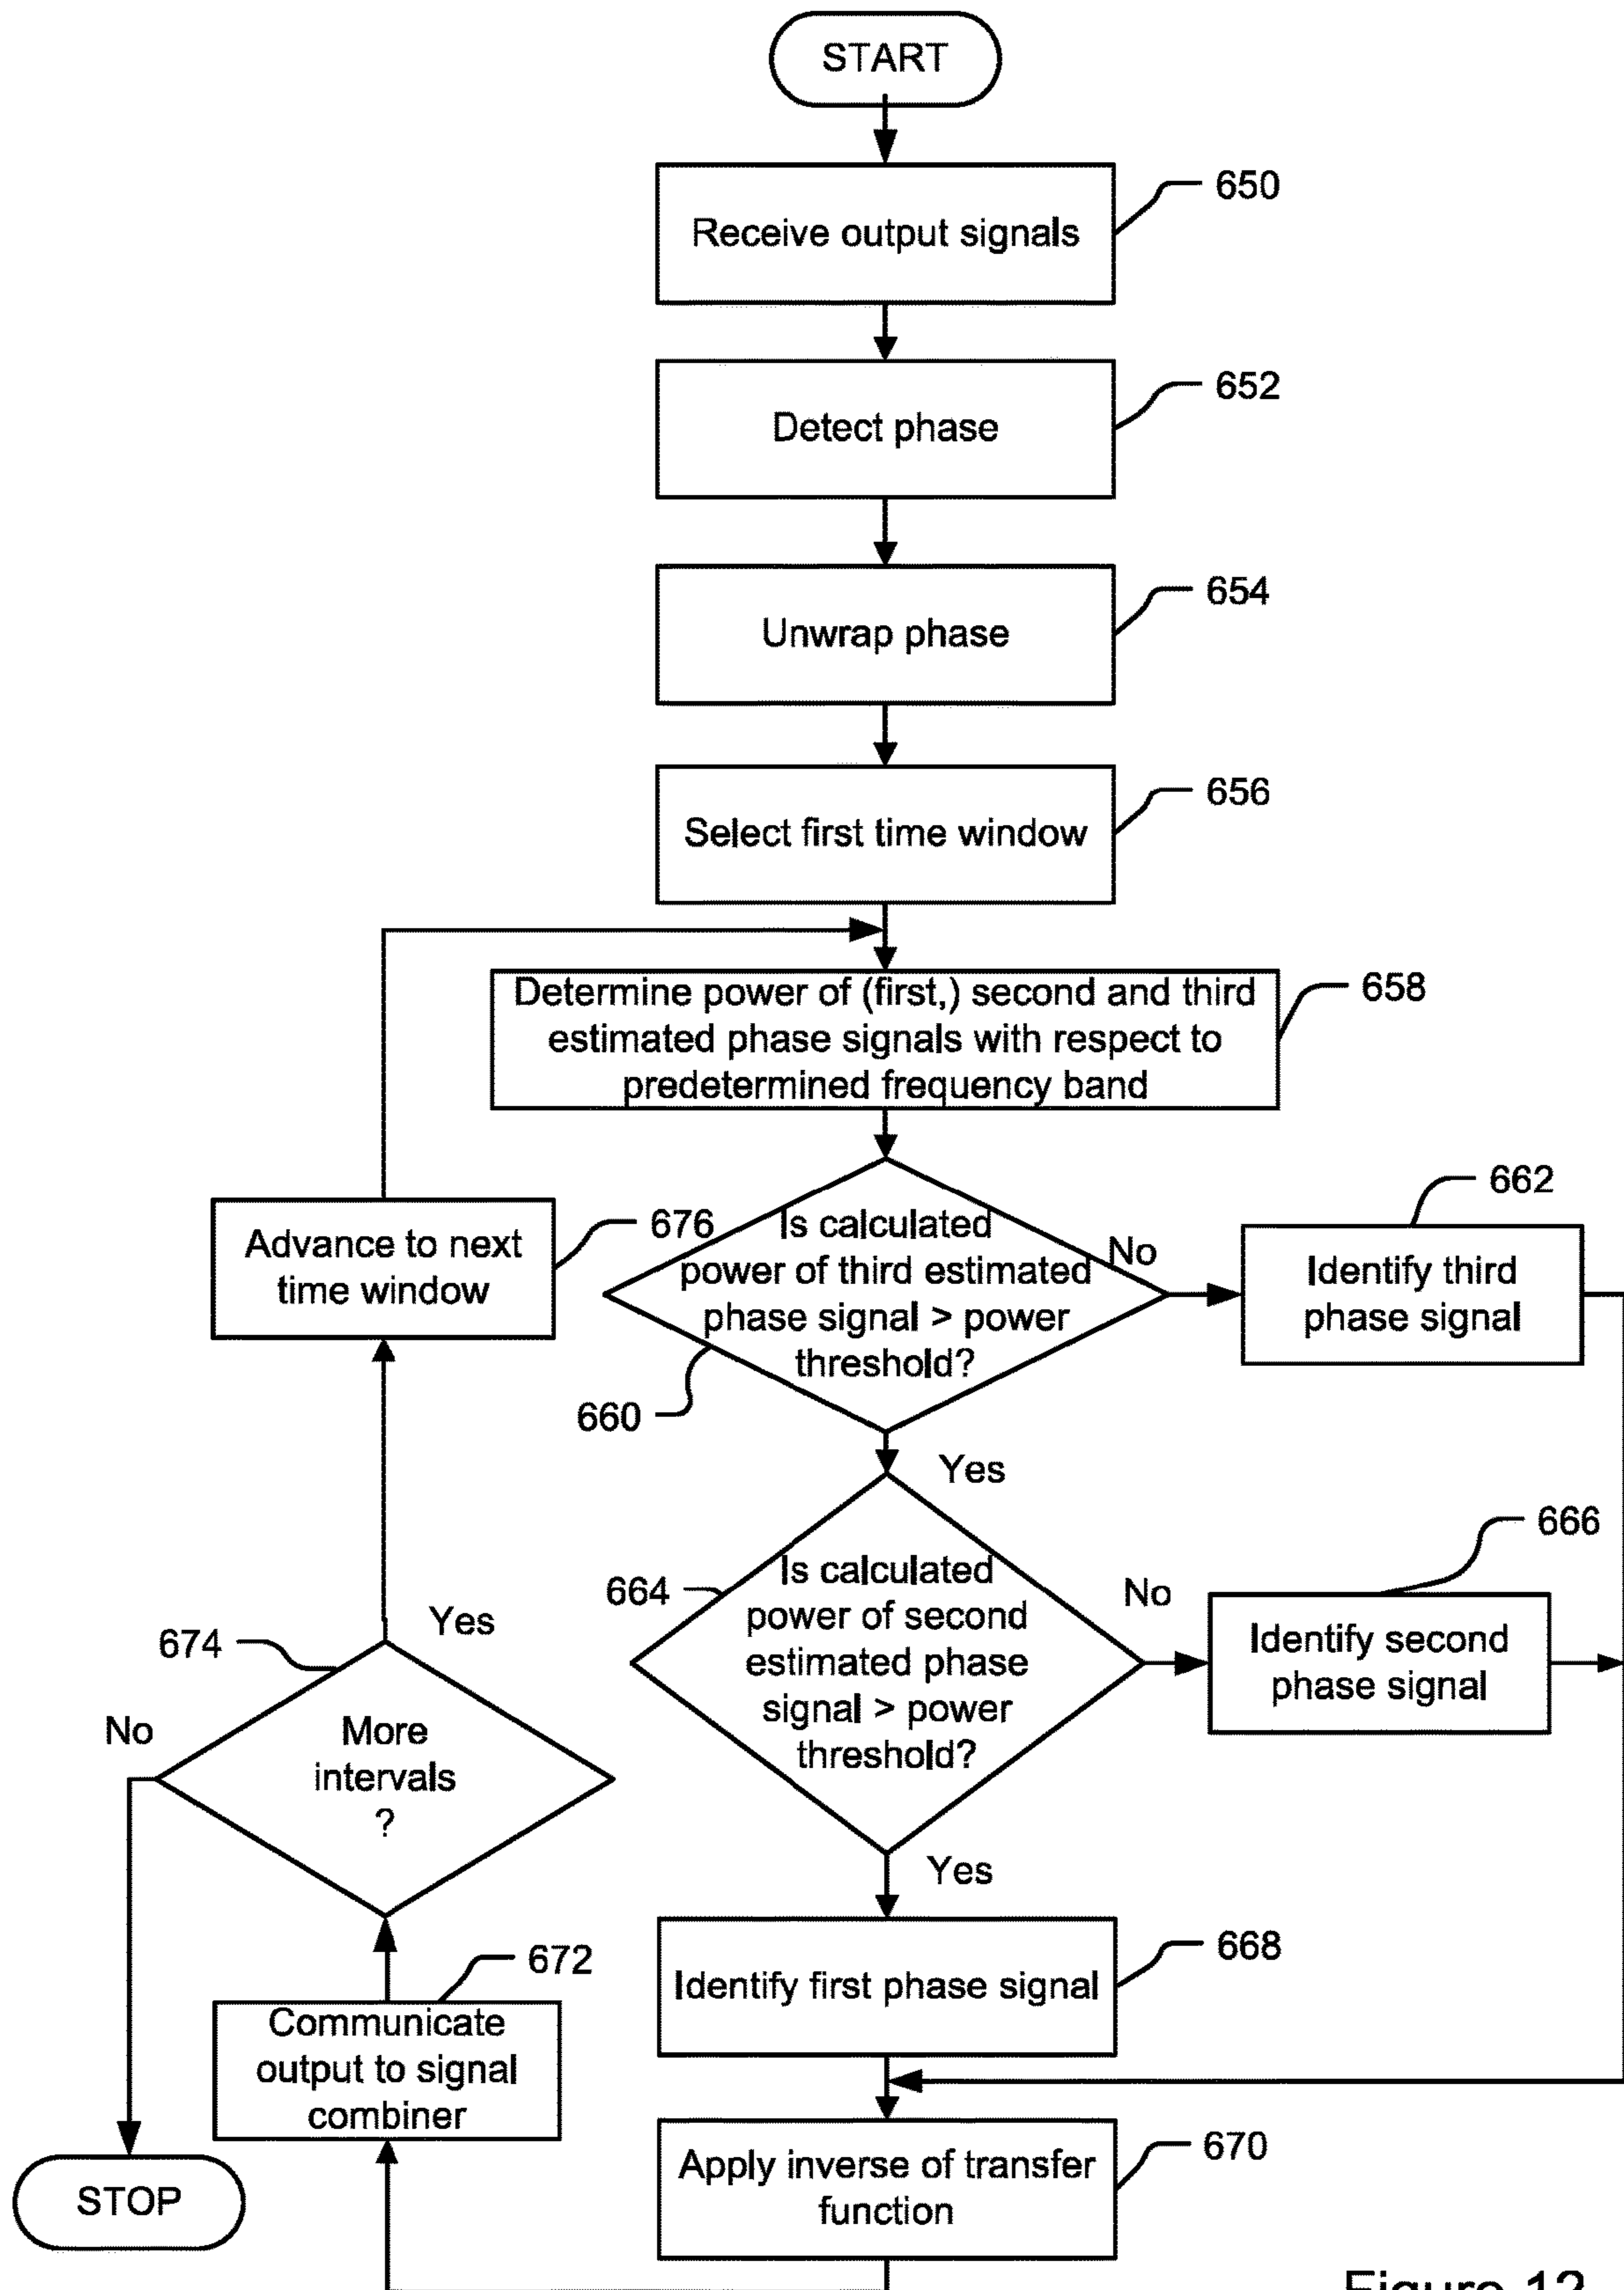 START
650
Receive output signals
652
Detect phase
654
Unwrap phase
656
Select first time window
658
Determine power of (first,) second and third
estimated phase signals with respect to
predetermined frequency band
662
676
Advance to next
time window
Is calculated
power of third estimated
phase signal > power
threshold?
No
Identify third
phase signal
660
Yes
666
664
Is calculated
power of second
estimated phase
signal > power
threshold?
No
Identify second
phase signal
674
Yes
No
More
intervals
?
Yes
668
Identify first phase signal
672
Communicate
output to signal
combiner
670
Apply inverse of transfer
function
STOP
Figure 12